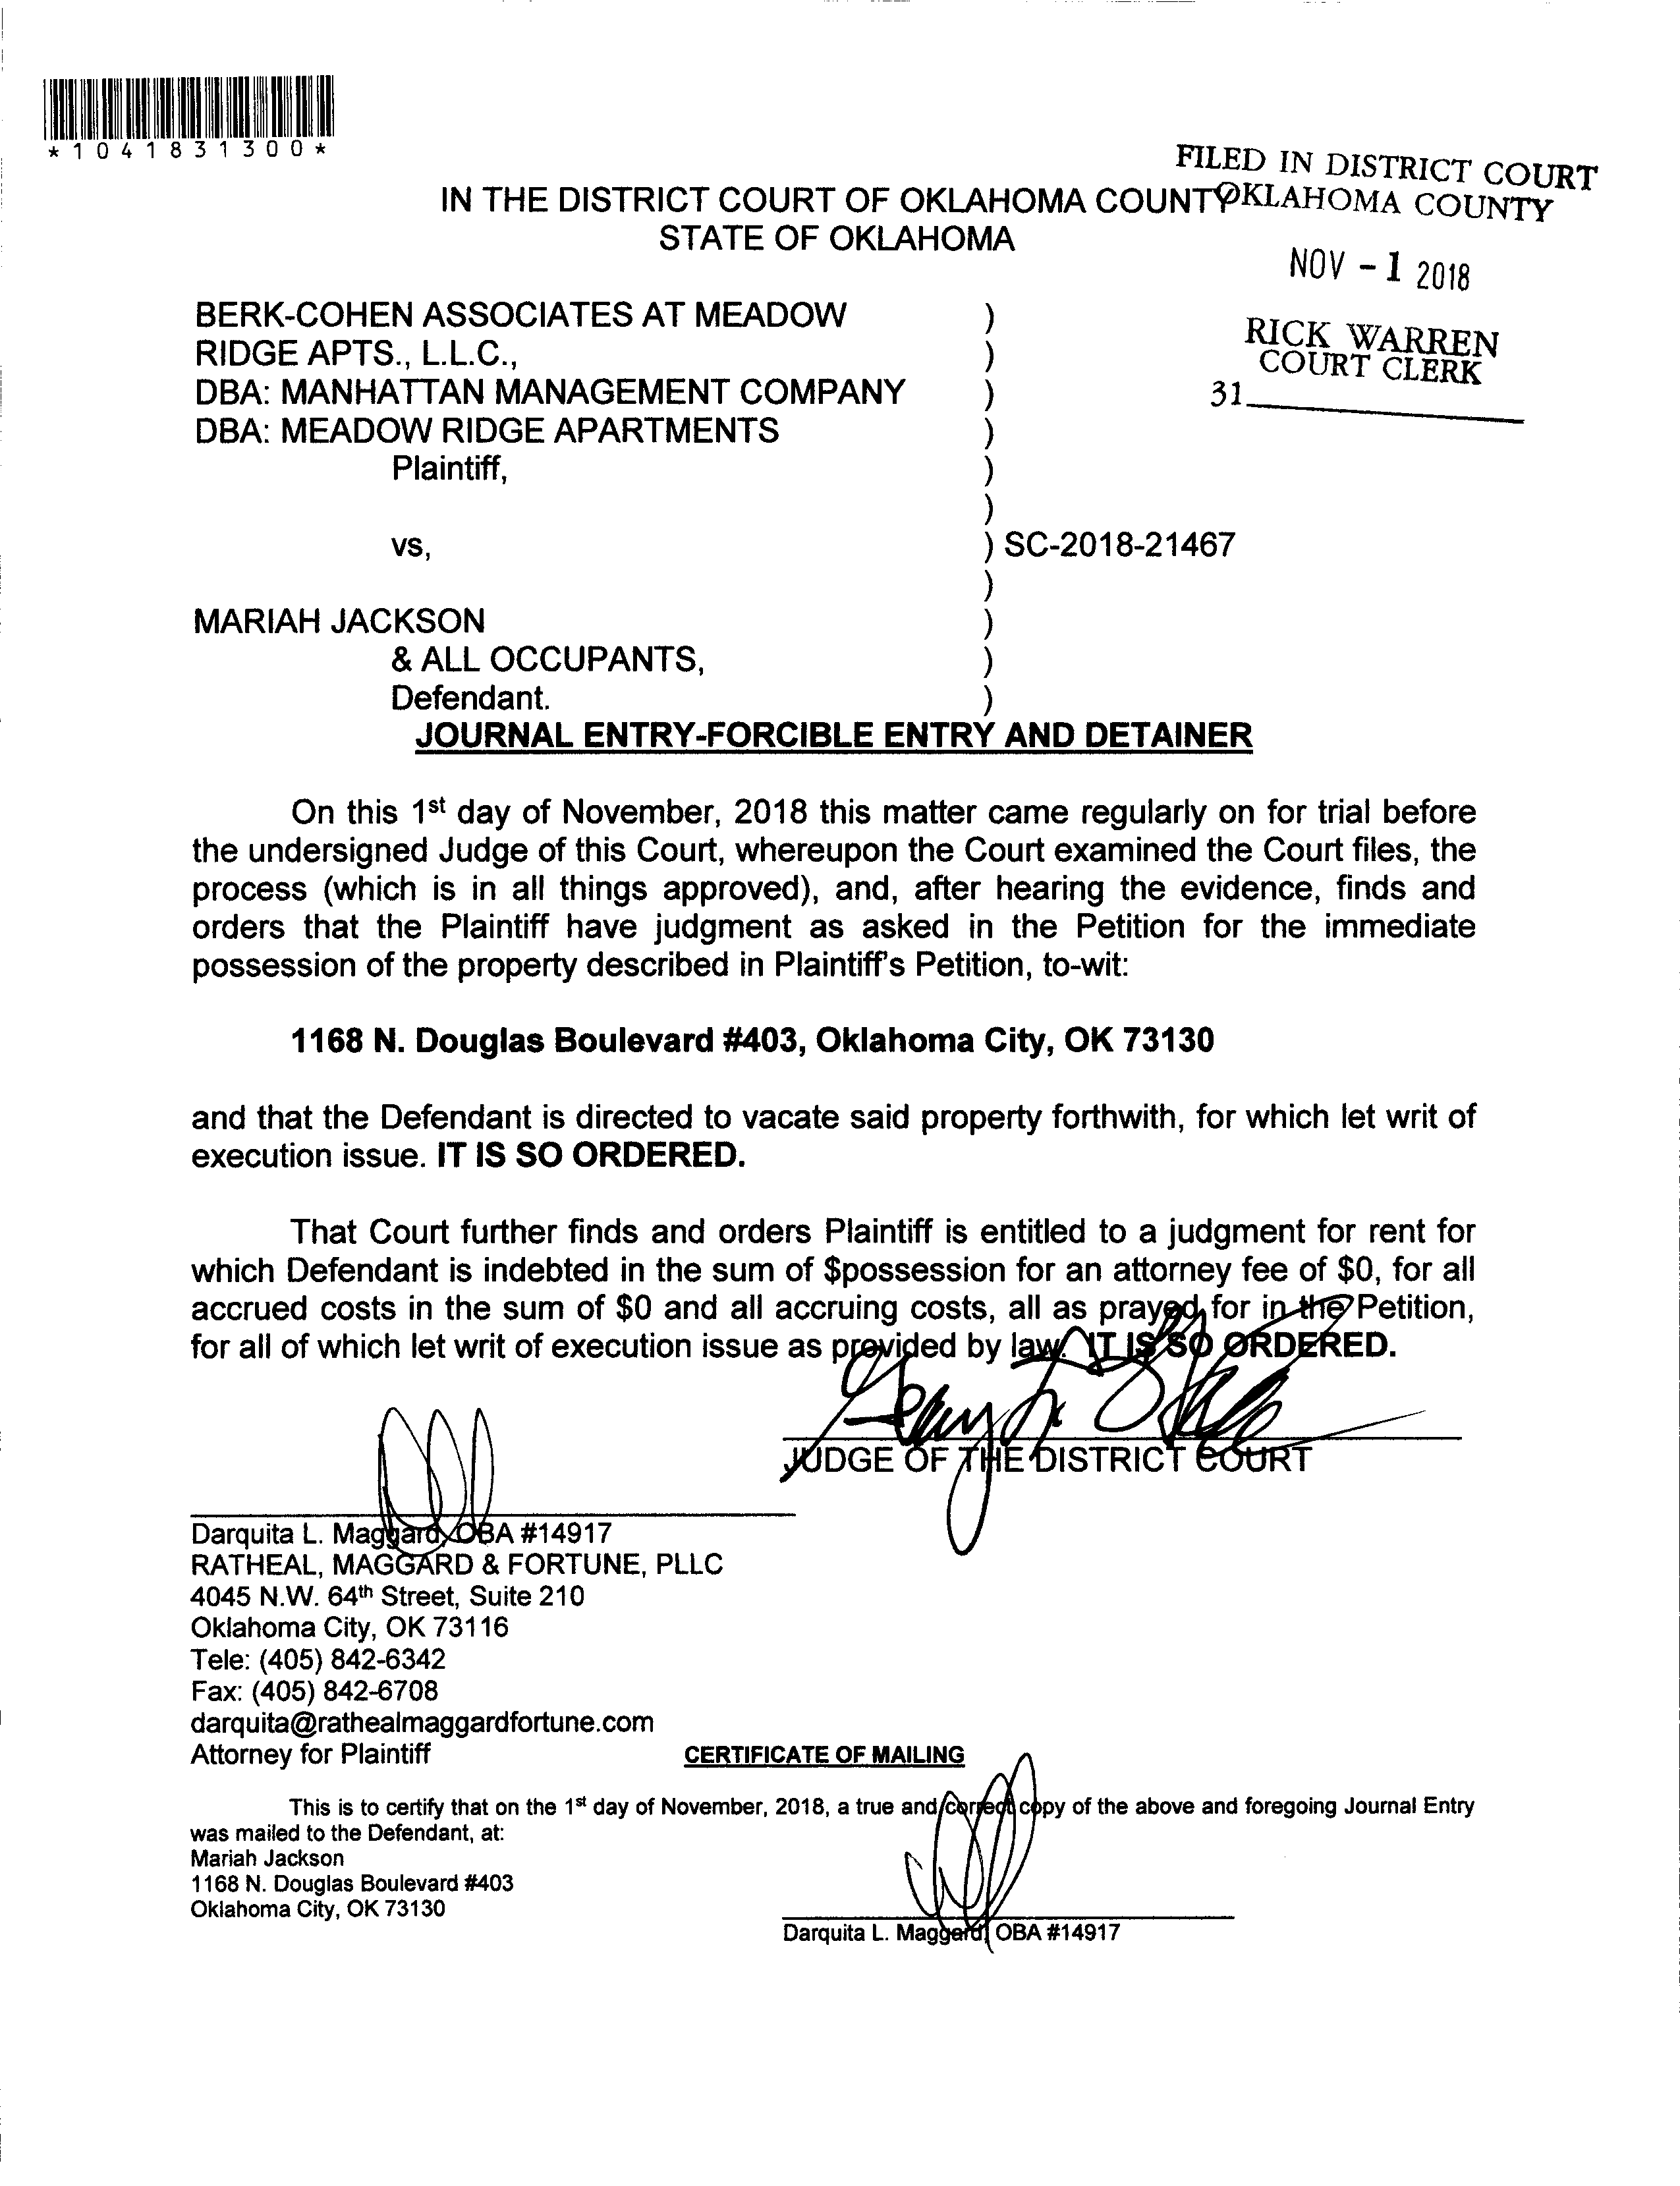 *1041831300*
FILED IN DISTRICT COURT
OKLAHOMA COUNTY
NOV - 1 2018
RICK WARREN
COURT CLERK
31
IN THE DISTRICT COURT OF OKLAHOMA COUNTY
STATE OF OKLAHOMA
BERK-COHEN ASSOCIATES AT MEADOW )
RIDGE APTS., L.L.C., )
DBA: MANHATTAN MANAGEMENT COMPANY )
DBA: MEADOW RIDGE APARTMENTS )
Plaintiff, )
)
vs, ) SC-2018-21467
)
MARIAH JACKSON )
& ALL OCCUPANTS, )
Defendant. )
JOURNAL ENTRY-FORCIBLE ENTRY AND DETAINER
On this 1st day of November, 2018 this matter came regularly on for trial before
the undersigned Judge of this Court, whereupon the Court examined the Court files, the
process (which is in all things approved), and, after hearing the evidence, finds and
orders that the Plaintiff have judgment as asked in the Petition for the immediate
possession of the property described in Plaintiff's Petition, to-wit:
1168 N. Douglas Boulevard #403, Oklahoma City, OK 73130
and that the Defendant is directed to vacate said property forthwith, for which let writ of
execution issue. IT IS SO ORDERED.
That Court further finds and orders Plaintiff is entitled to a judgment for rent for
which Defendant is indebted in the sum of $possession for an attorney fee of $0, for all
accrued costs in the sum of $0 and all accruing costs, all as prayed for in the Petition,
for all of which let writ of execution issue as provided by law. IT IS SO ORDERED.
JUDGE OF THE DISTRICT COURT
Darquita L. Maggard, OBA #14917
RATHEAL, MAGGARD & FORTUNE, PLLC
4045 N.W. 64th Street, Suite 210
Oklahoma City, OK 73116
Tele: (405) 842-6342
Fax: (405) 842-6708
darquita@rathealmaggardfortune.com
Attorney for Plaintiff
CERTIFICATE OF MAILING
This is to certify that on the 1st day of November, 2018, a true and correct copy of the above and foregoing Journal Entry
was mailed to the Defendant, at:
Mariah Jackson
1168 N. Douglas Boulevard #403
Oklahoma City, OK 73130
Darquita L. Maggard, OBA #14917